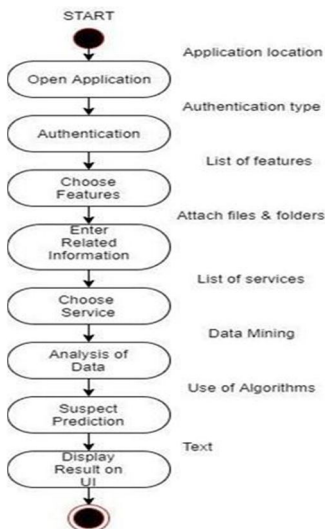 START
Application location
Open Application
Authentication type
Authentication
List of features
Choose
Features
Attach files & folders
Enter
Related
Information
List of services
Choose
Service
Data Mining
Analysis of
Data
Use of Algorithms
Suspect
Prediction
Text
Display
Result on
UI